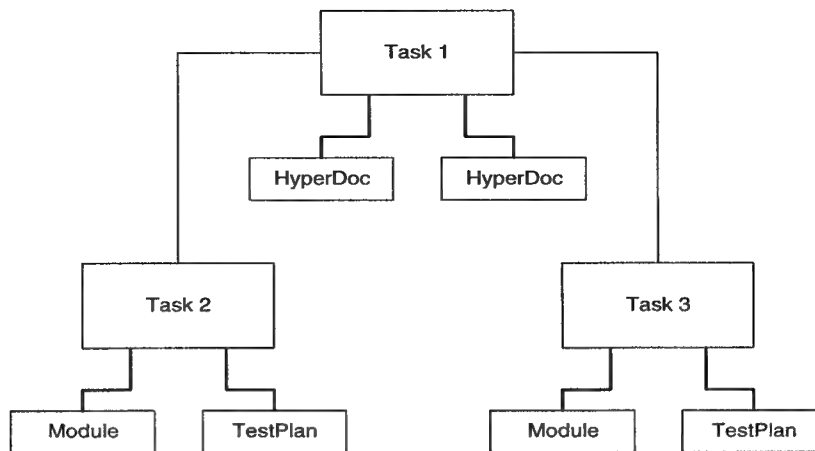 Task 1
HyperDoc
HyperDoc
Task 2
Task 3
Module
TestPlan
Module
TestPlan